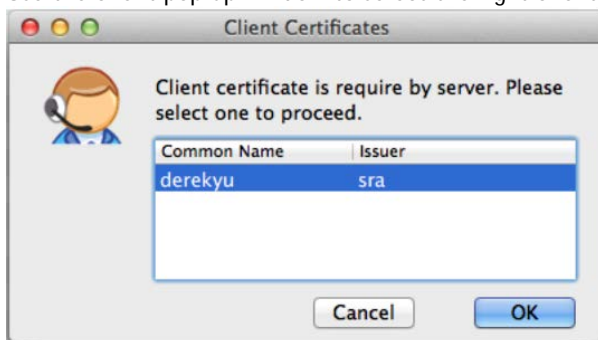 Client Certificates
Client certificate is require by server. Please
select one to proceed.
Common Name Issuer
derekyu sra
Cancel OK